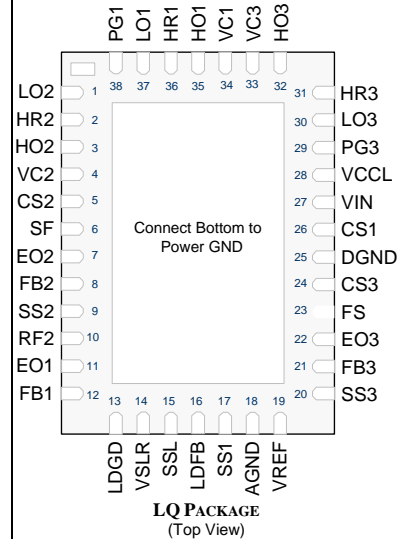 PG1 LO1 HR1 HO1 VC1 VC3 HO3
38 37 36 35 34 33 32
LO2 1 31 HR3
HR2 2 30 LO3
HO2 3 29 PG3
VC2 4 28 VCCL
CS2 5 27 VIN
SF 6 26 CS1
EO2 7 25 DGND
FB2 8 24 CS3
SS2 9 23 FS
RF2 10 22 EO3
EO1 11 21 FB3
FB1 12 20 SS3
Connect Bottom to
Power GND
13 14 15 16 17 18 19
LDGD VSLR SSL LDFB SS1 AGND VREF
LQ PACKAGE
(Top View)